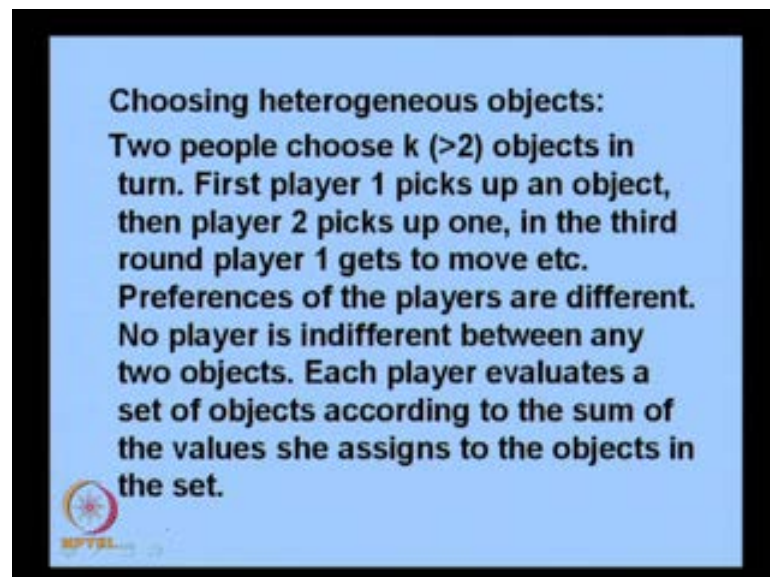 Choosing heterogeneous objects:
Two people choose k (>2) objects in
turn. First player 1 picks up an object,
then player 2 picks up one, in the third
round player 1 gets to move etc.
Preferences of the players are different.
No player is indifferent between any
two objects. Each player evaluates a
set of objects according to the sum of
the values she assigns to the objects in
the set.
NPTEL